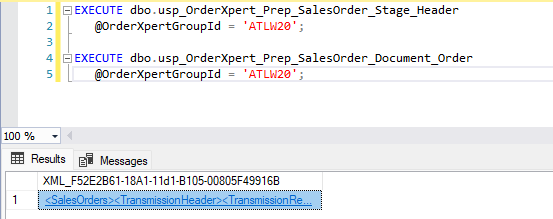 1 EXECUTE dbo.usp_OrderXpert_Prep_SalesOrder_Stage_Header
2 @OrderXpertGroupId = 'ATLW20';
3
4 EXECUTE dbo.usp_OrderXpert_Prep_SalesOrder_Document_Order
5 @OrderXpertGroupId = 'ATLW20';
100 %
Results Messages
XML_F52E2B61-18A1-11d1-B105-00805F49916B
1 <SalesOrders><TransmissionHeader><TransmissionRe...